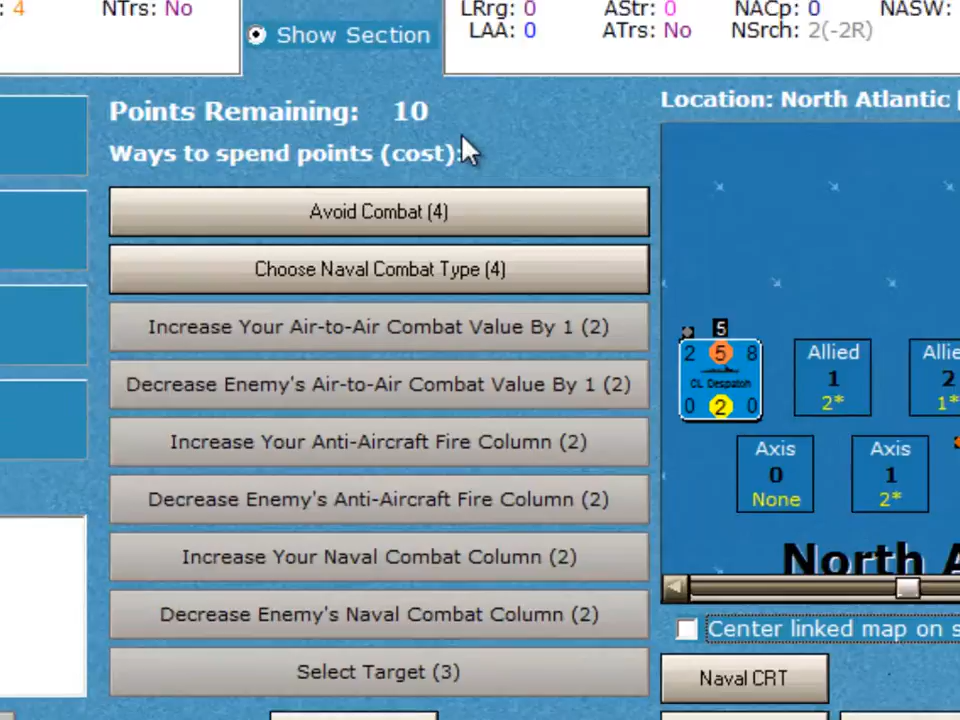 : 4
NTrs: No
LRrg: 0
AStr: 0
NACp: 0
NASW:
Show Section
LAA: 0
ATrs: No
NSrch: 2(-2R)
Points Remaining: 10
Location: North Atlantic [
Ways to spend points (cost):
Avoid Combat (4)
Choose Naval Combat Type (4)
Increase Your Air-to-Air Combat Value By 1 (2)
Decrease Enemy's Air-to-Air Combat Value By 1 (2)
Increase Your Anti-Aircraft Fire Column (2)
Decrease Enemy's Anti-Aircraft Fire Column (2)
Increase Your Naval Combat Column (2)
Decrease Enemy's Naval Combat Column (2)
Select Target (3)
5
2 5 8
CL Despatch
0 2 0
Allied
1
2*
Allie
2
1*
Axis
0
None
Axis
1
2*
North A
Center linked map on s
Naval CRT